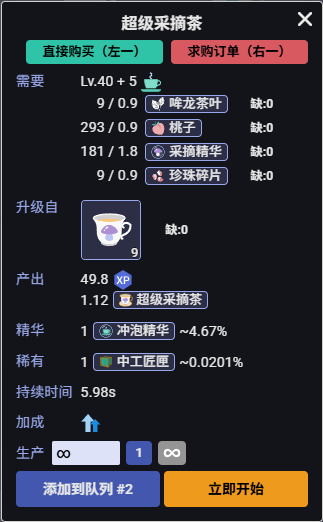 超级采摘茶
直接购买（左一） 求购订单（右一）
需要 Lv.40 + 5
9 / 0.9 哞龙茶叶 缺:0
293 / 0.9 桃子 缺:0
181 / 1.8 采摘精华 缺:0
9 / 0.9 珍珠碎片 缺:0
升级自 9 缺:0
产出 49.8 XP
1.12 超级采摘茶
精华 1 冲泡精华 ~4.67%
稀有 1 中工匠匣 ~0.0201%
持续时间 5.98s
加成
生产 ∞ 1 ∞
添加到队列 #2 立即开始